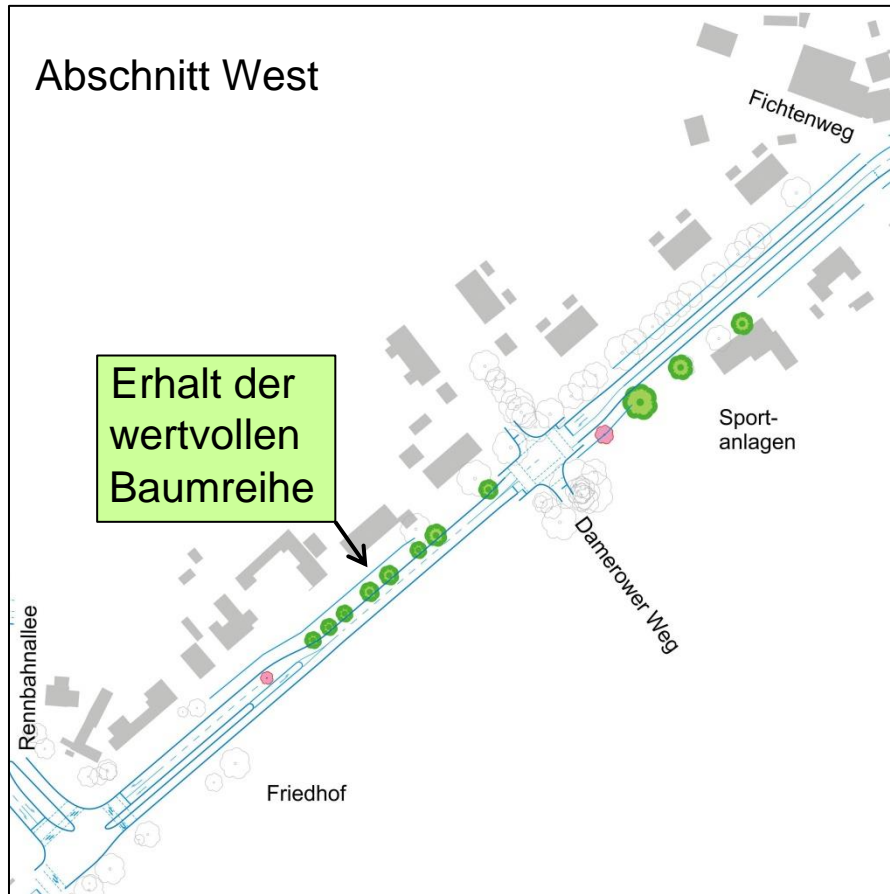 Abschnitt West
Fichtenweg
Erhalt der
wertvollen
Baumreihe
Sport-
anlagen
Damerower Weg
Rennbahnallee
Friedhof